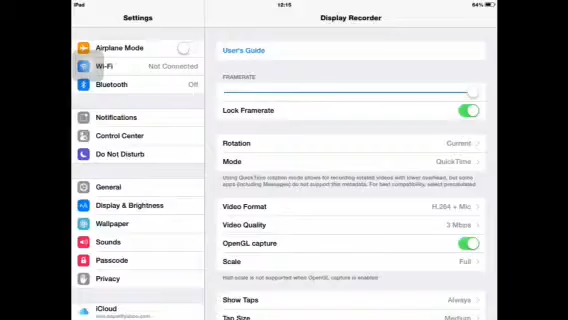 iPad
12:15
84%
Settings
Display Recorder
Airplane Mode
Wi-Fi
Not Connected
Bluetooth
Off
Notifications
Control Center
Do Not Disturb
General
Display & Brightness
Wallpaper
Sounds
Passcode
Privacy
iCloud
User's Guide
FRAMERATE
Lock Framerate
Rotation
Current
Mode
QuickTime
Using QuickTime rotation mode allows for recording rotated videos with lower overhead, but some
apps (including Messages) do not support this metadata. For best compatibility, select precalculated
Video Format
H.264 + Mic
Video Quality
3 Mbps
OpenGL capture
Scale
Full
Half-scale is not supported when OpenGL capture is enabled
Show Taps
Always
Tap Size
Medium